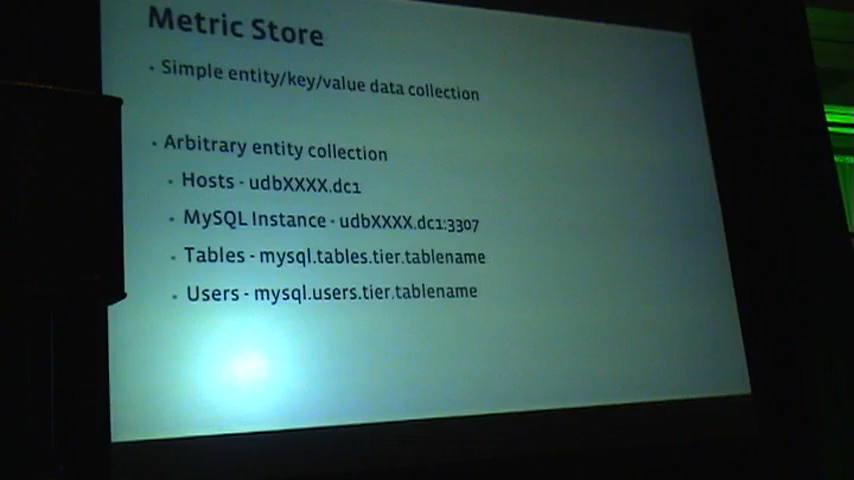 Metric Store
• Simple entity/key/value data collection
• Arbitrary entity collection
• Hosts - udbXXXX.dc1
• MySQL Instance - udbXXXX.dc1:3307
• Tables - mysql.tables.tier.tablename
• Users - mysql.users.tier.tablename